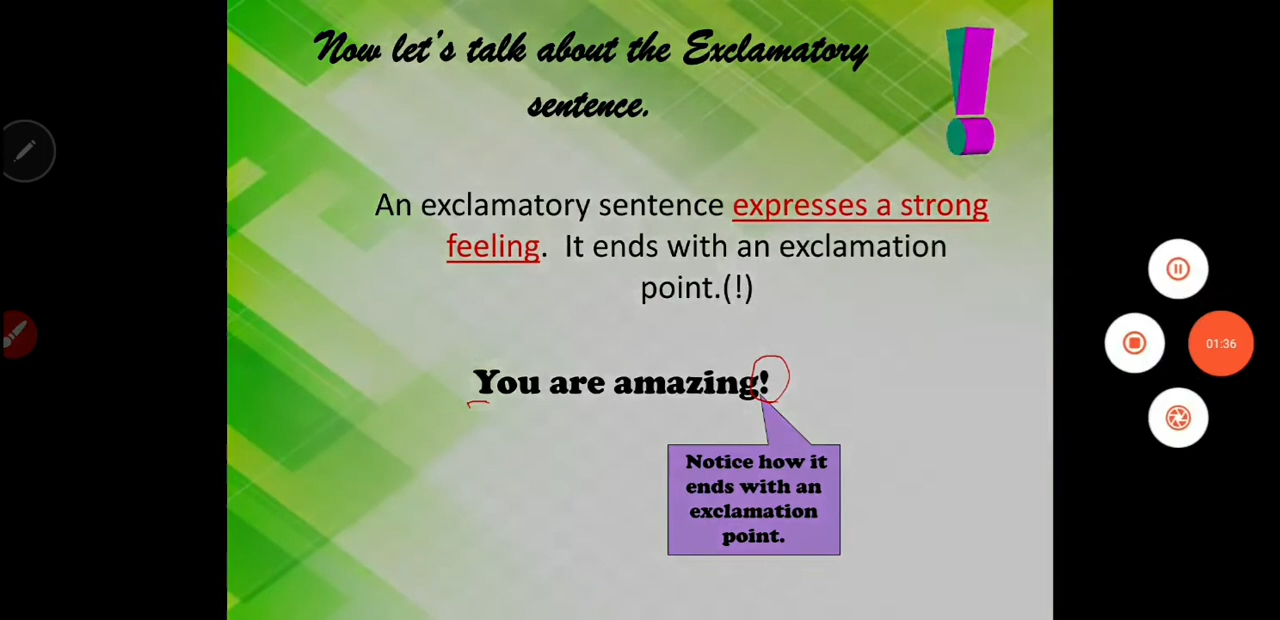 Now let's talk about the Exclamatory
sentence.
An exclamatory sentence expresses a strong
feeling.  It ends with an exclamation
point.(!)
You are amazing!
Notice how it
ends with an
exclamation
point.
01:36